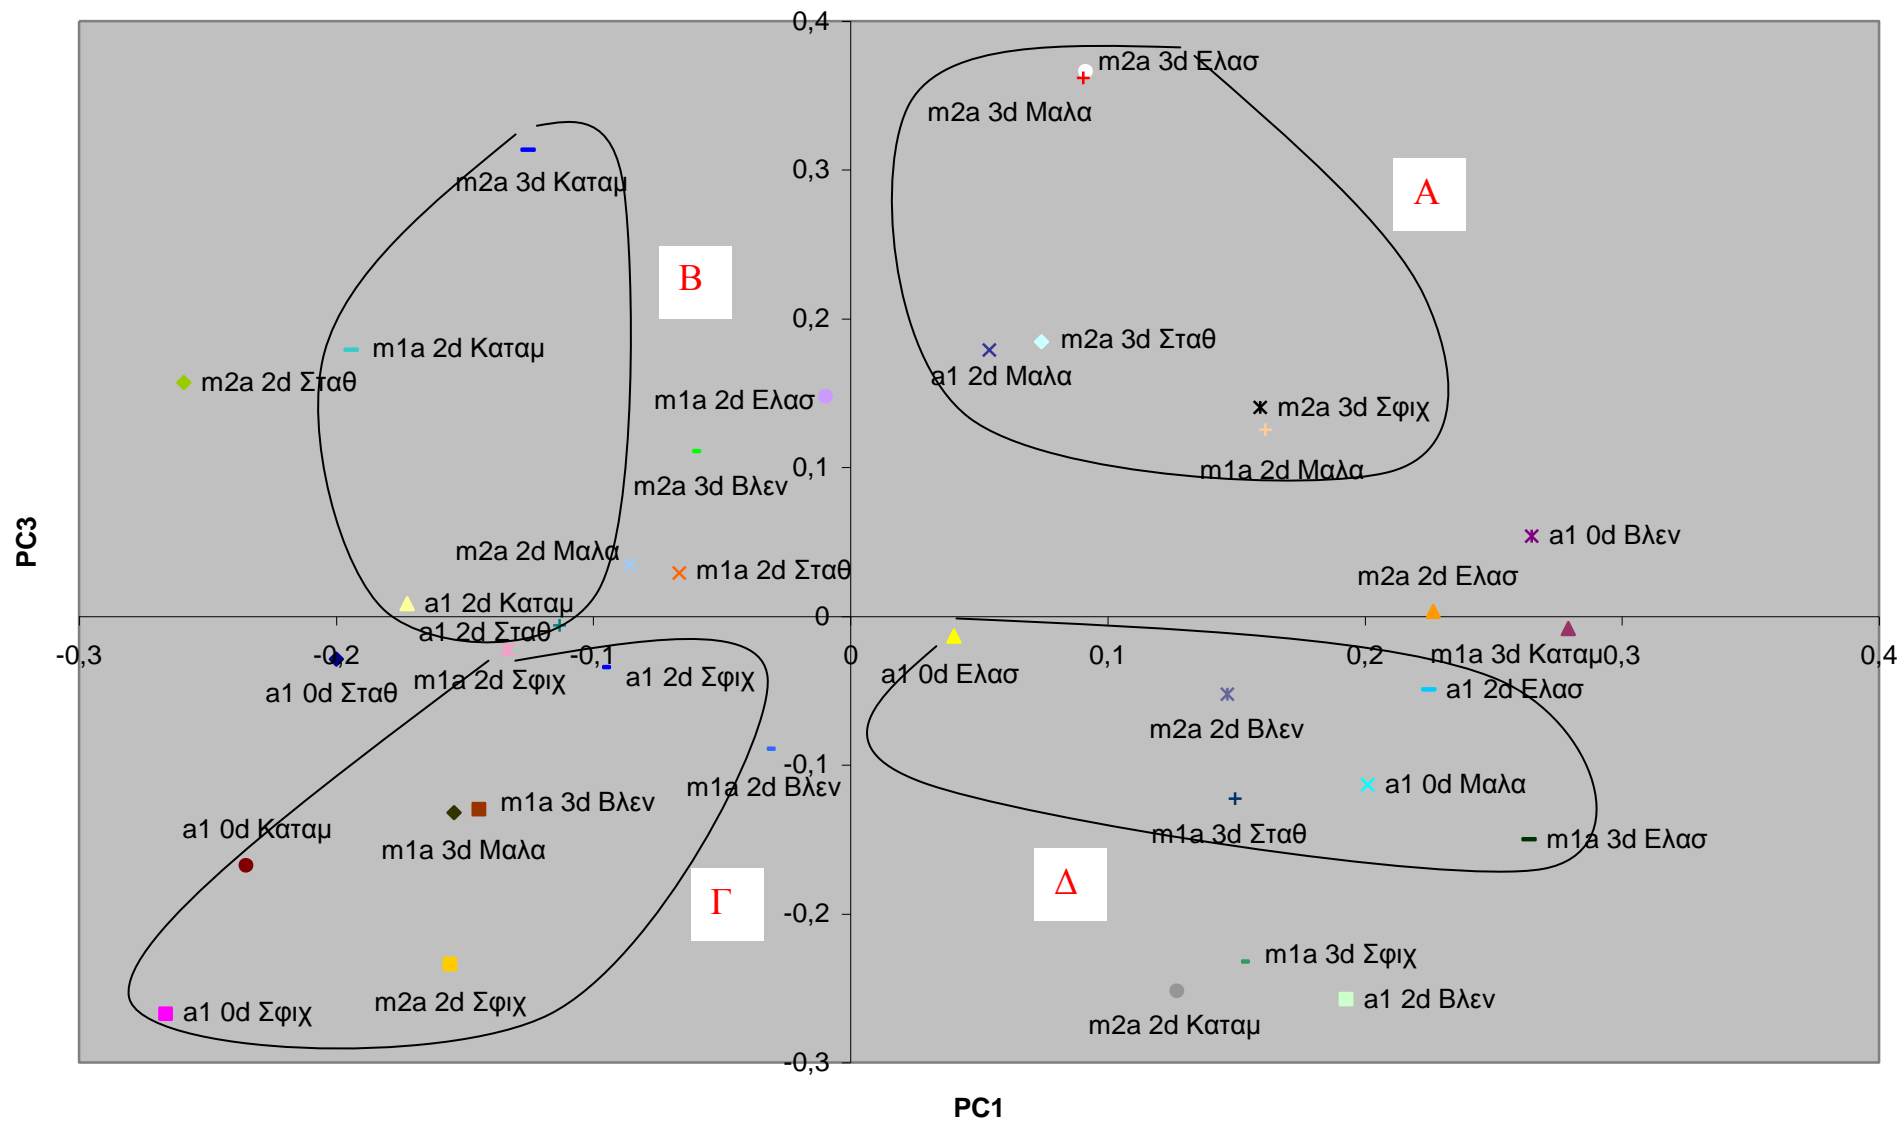 0,4
m2a 3d Ελασ
m2a 3d Μαλα
0,3
m2a 3d Καταμ
Α
Β
0,2
m2a 3d Σταθ
m1a 2d Καταμ
a1 2d Μαλα
m2a 2d Σταθ
m1a 2d Ελασ
m2a 3d Σφιχ
0,1
m1a 2d Μαλα
m2a 3d Βλεν
PC3
a1 0d Βλεν
m2a 2d Μαλα
m1a 2d Σταθ
m2a 2d Ελασ
a1 2d Καταμ
0
a1 2d Σταθ
-0,3
-0,2
-0,1
0
0,1
0,2
m1a 3d Καταμ
0,3
0,4
a1 0d Ελασ
m1a 2d Σφιχ
a1 2d Σφιχ
a1 0d Σταθ
a1 2d Ελασ
m2a 2d Βλεν
-0,1
m1a 2d Βλεν
a1 0d Μαλα
m1a 3d Βλεν
a1 0d Καταμ
m1a 3d Σταθ
m1a 3d Ελασ
m1a 3d Μαλα
Δ
Γ
-0,2
m1a 3d Σφιχ
m2a 2d Σφιχ
a1 2d Βλεν
a1 0d Σφιχ
m2a 2d Καταμ
-0,3
PC1